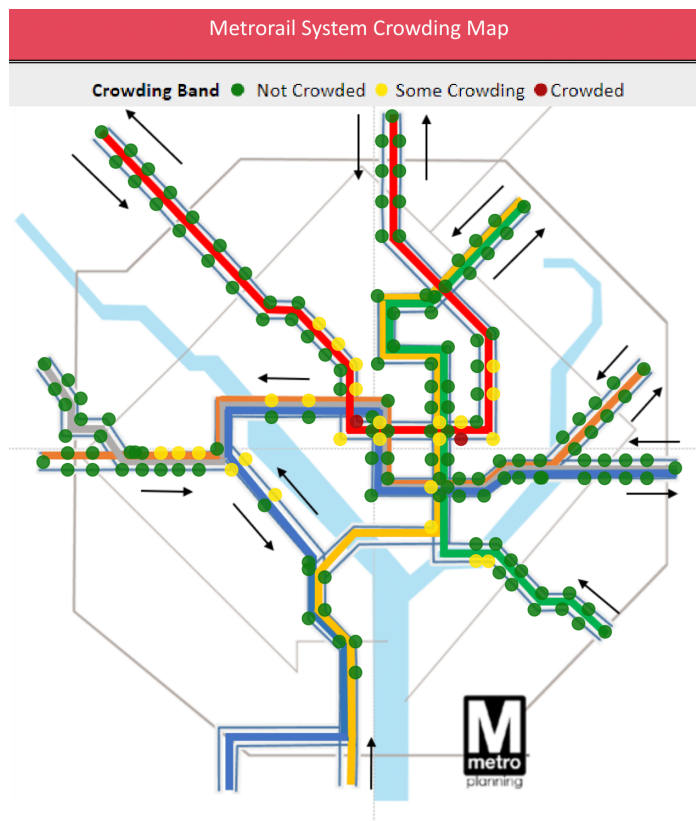 Metrorail System Crowding Map
Crowding Band Not Crowded Some Crowding Crowded
M
metro
planning